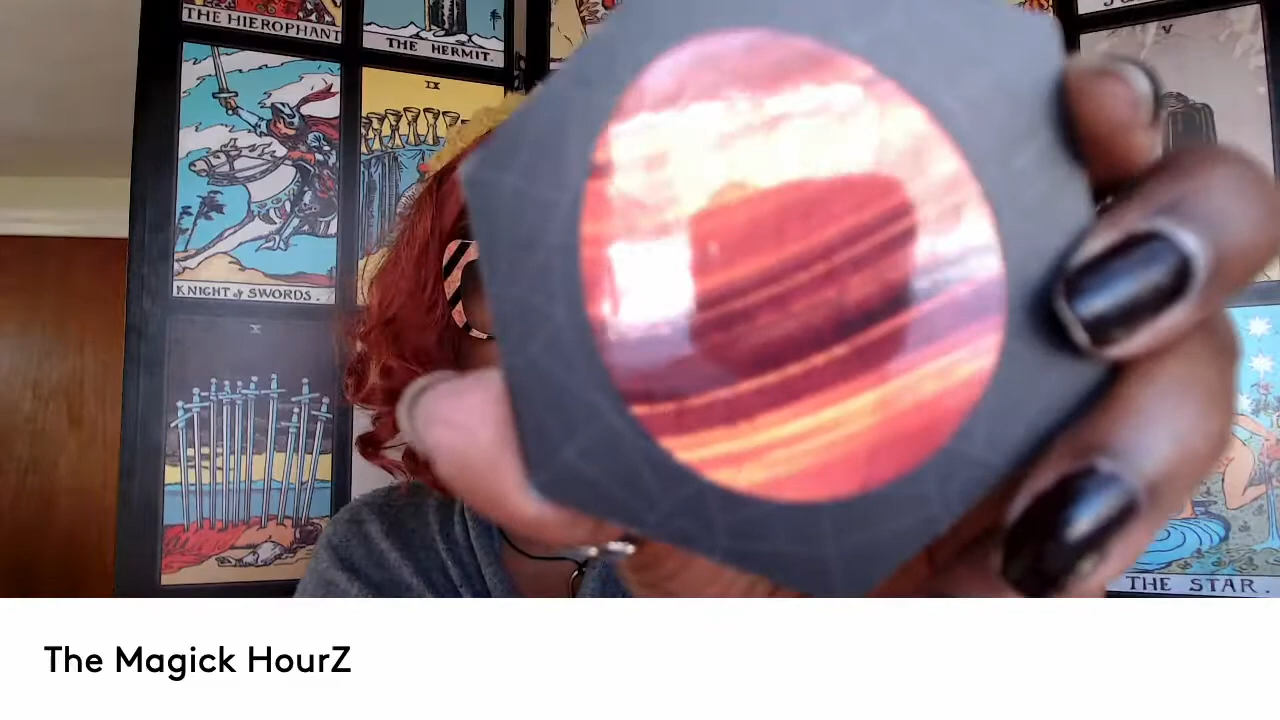 THE HIEROPHANT
THE HERMIT.
V
IX
KNIGHT of SWORDS.
X
THE STAR.
The Magick HourZ